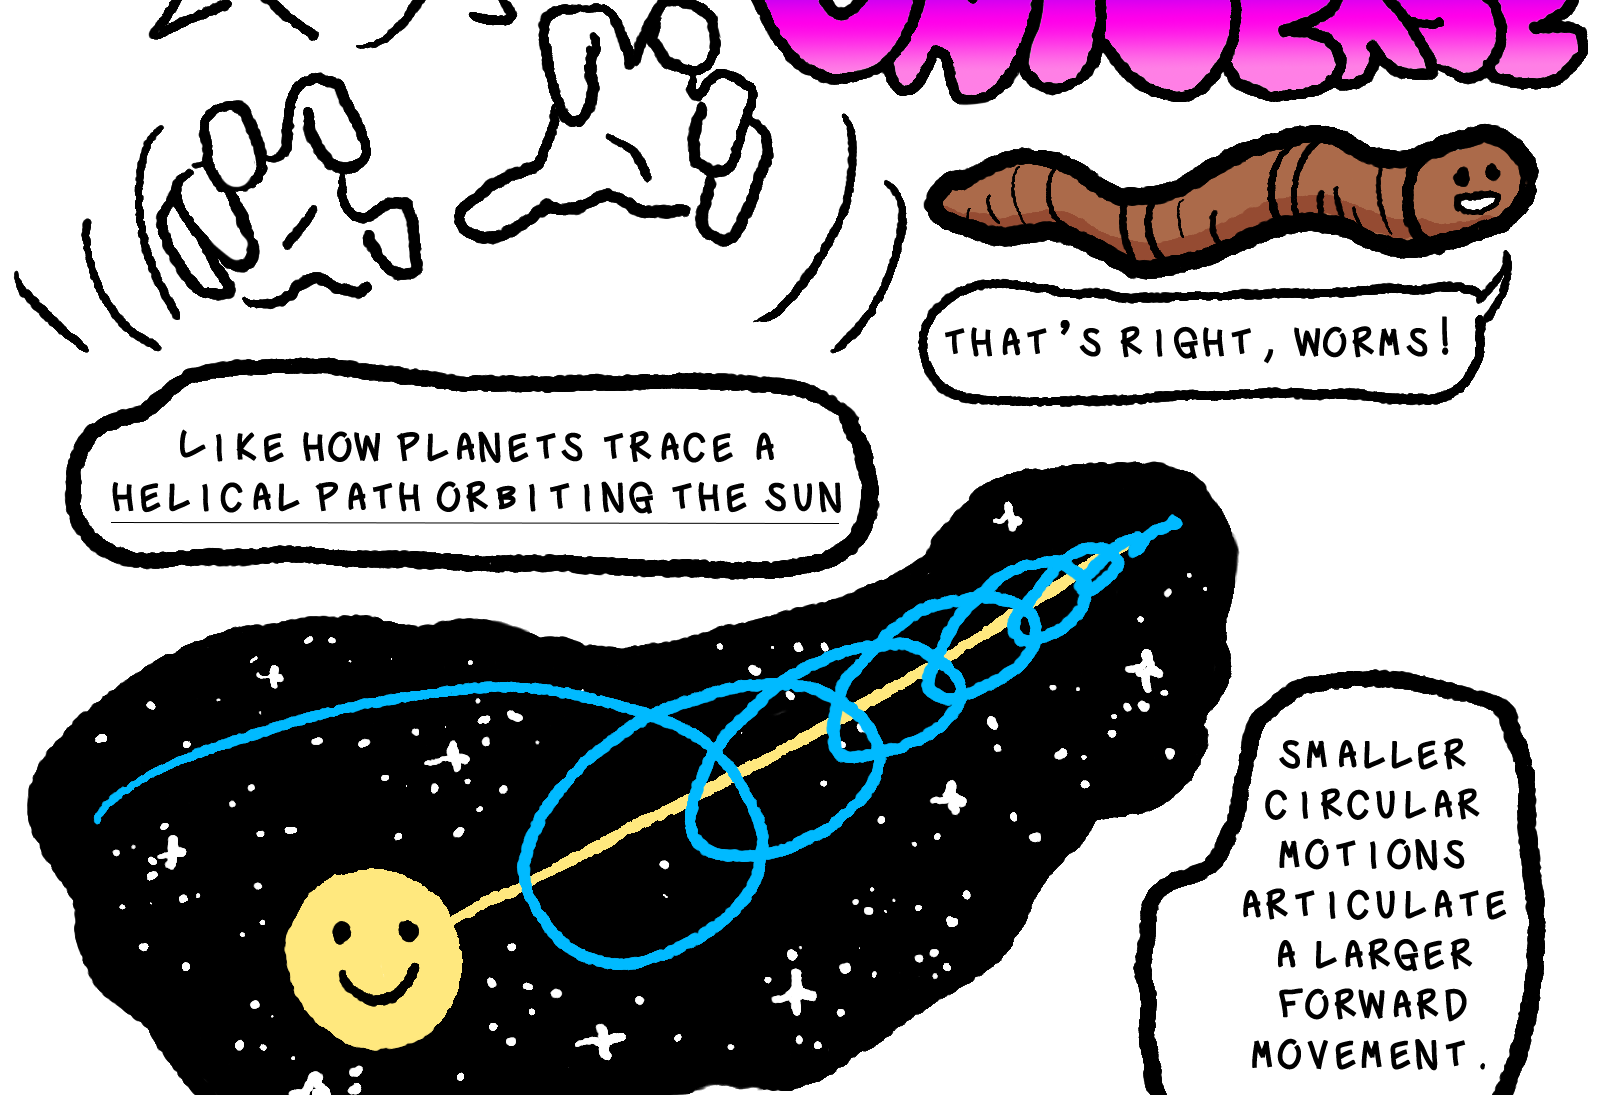 UNIVERSE
THAT'S RIGHT, WORMS!
LIKE HOW PLANETS TRACE A
HELICAL PATH ORBITING THE SUN
SMALLER
CIRCULAR
MOTIONS
ARTICULATE
A LARGER
FORWARD
MOVEMENT.